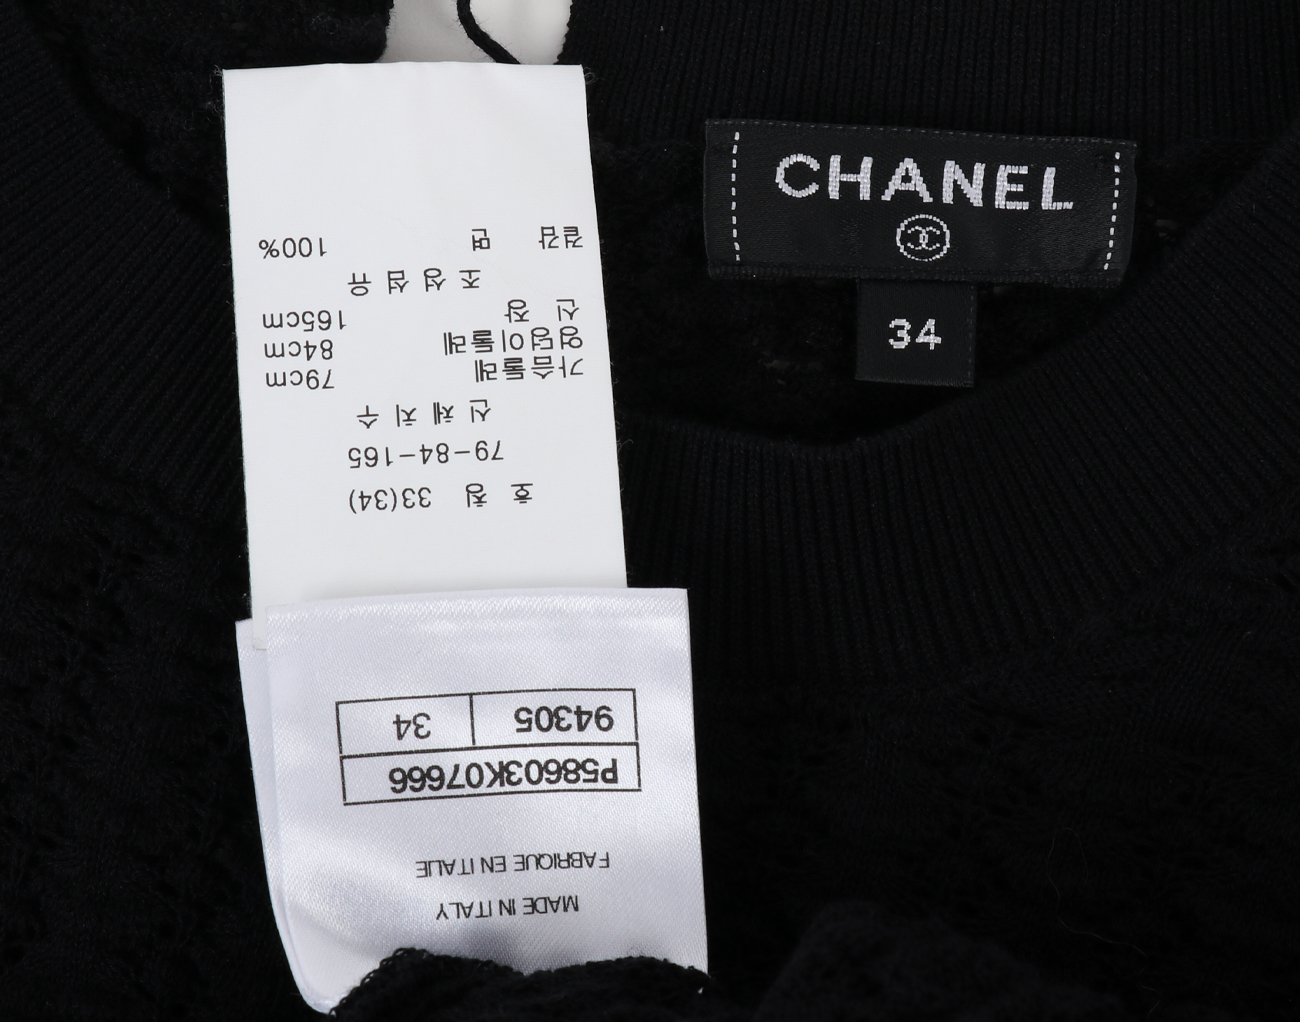 CHANEL
34
MADE IN ITALY
FABRIQUE EN ITALIE
P58603K07666
94305 34
호 칭 33(34)
79-84-165
신 체 치 수
가슴둘레 79cm
엉덩이둘레 84cm
신 장 165cm
조 성 섬 유
겉감 면 100%